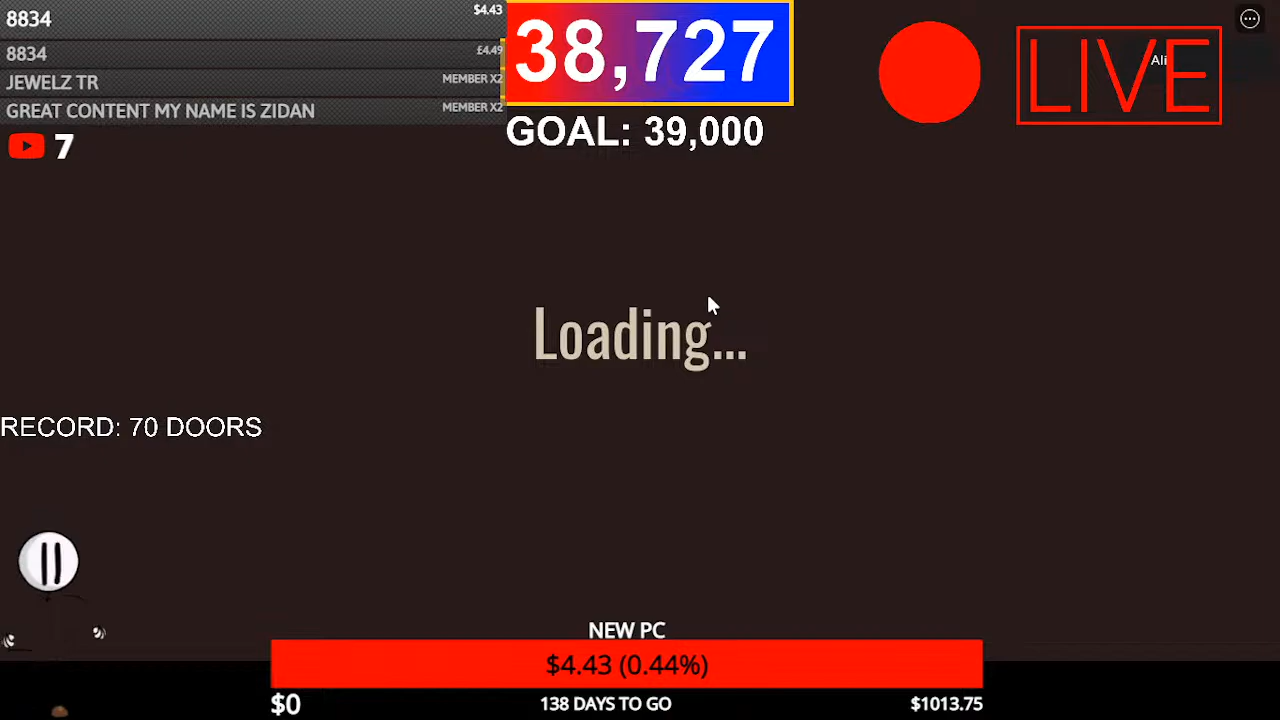 8834 $4.43
8834 £4.49
JEWELZ TR MEMBER X2
GREAT CONTENT MY NAME IS ZIDAN MEMBER X2
7
38,727
GOAL: 39,000
LIVE
Ali
Loading...
RECORD: 70 DOORS
NEW PC
$4.43 (0.44%)
$0 138 DAYS TO GO $1013.75